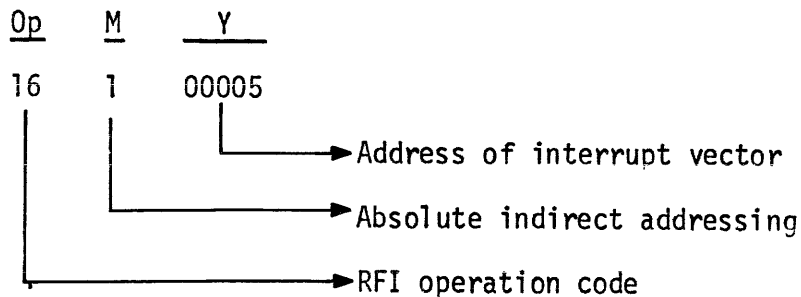 Op M Y
16 1 00005
Address of interrupt vector
Absolute indirect addressing
RFI operation code